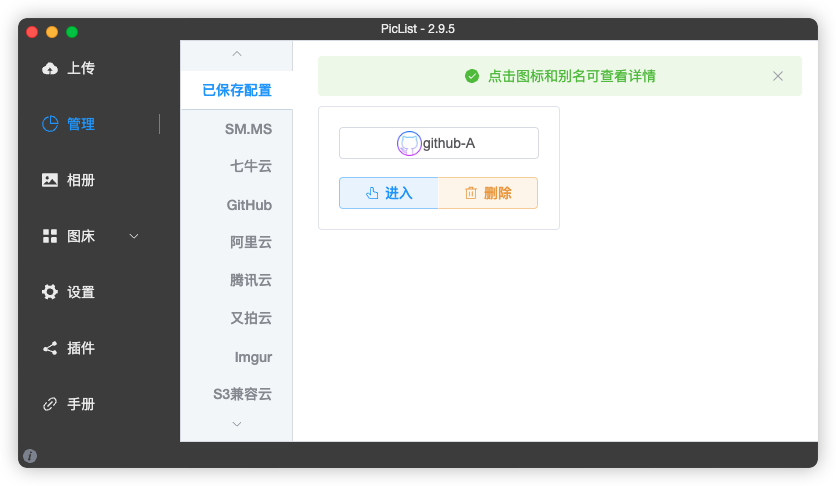 PicList - 2.9.5
上传
管理
相册
图床
设置
插件
手册
已保存配置
SM.MS
七牛云
GitHub
阿里云
腾讯云
又拍云
Imgur
S3兼容云
点击图标和别名可查看详情
github-A
进入
删除